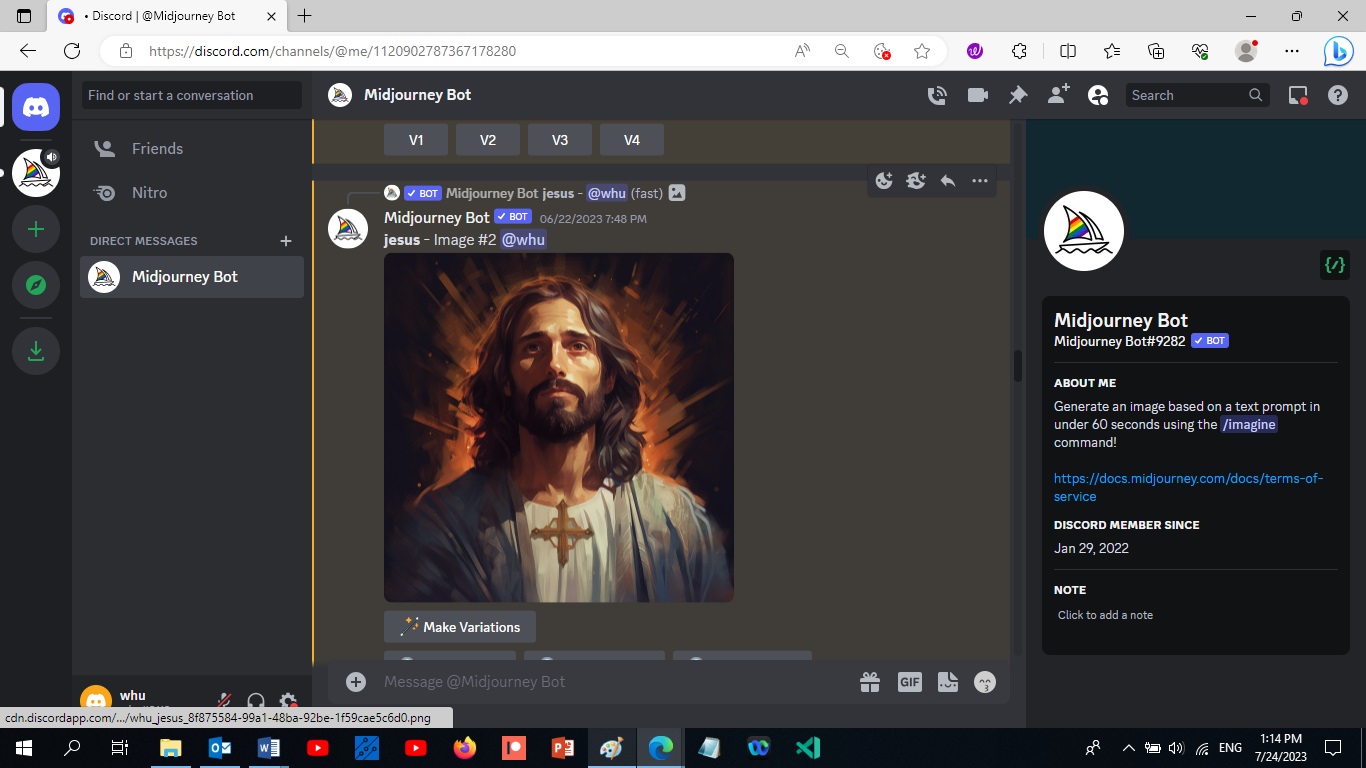 • Discord | @Midjourney Bot
https://discord.com/channels/@me/1120902787367178280
Find or start a conversation
Friends
Nitro
DIRECT MESSAGES
Midjourney Bot
Midjourney Bot
Search
V1 V2 V3 V4
BOT Midjourney Bot jesus - @whu (fast)
Midjourney Bot BOT 06/22/2023 7:48 PM
jesus - Image #2 @whu
Make Variations
Message @Midjourney Bot
GIF
Midjourney Bot
Midjourney Bot#9282 BOT
ABOUT ME
Generate an image based on a text prompt in
under 60 seconds using the /imagine
command!
https://docs.midjourney.com/docs/terms-of-
service
DISCORD MEMBER SINCE
Jan 29, 2022
NOTE
Click to add a note
whu
cdn.discordapp.com/.../whu_jesus_8f875584-99a1-48ba-92be-1f59cae5c6d0.png
ENG
1:14 PM
7/24/2023